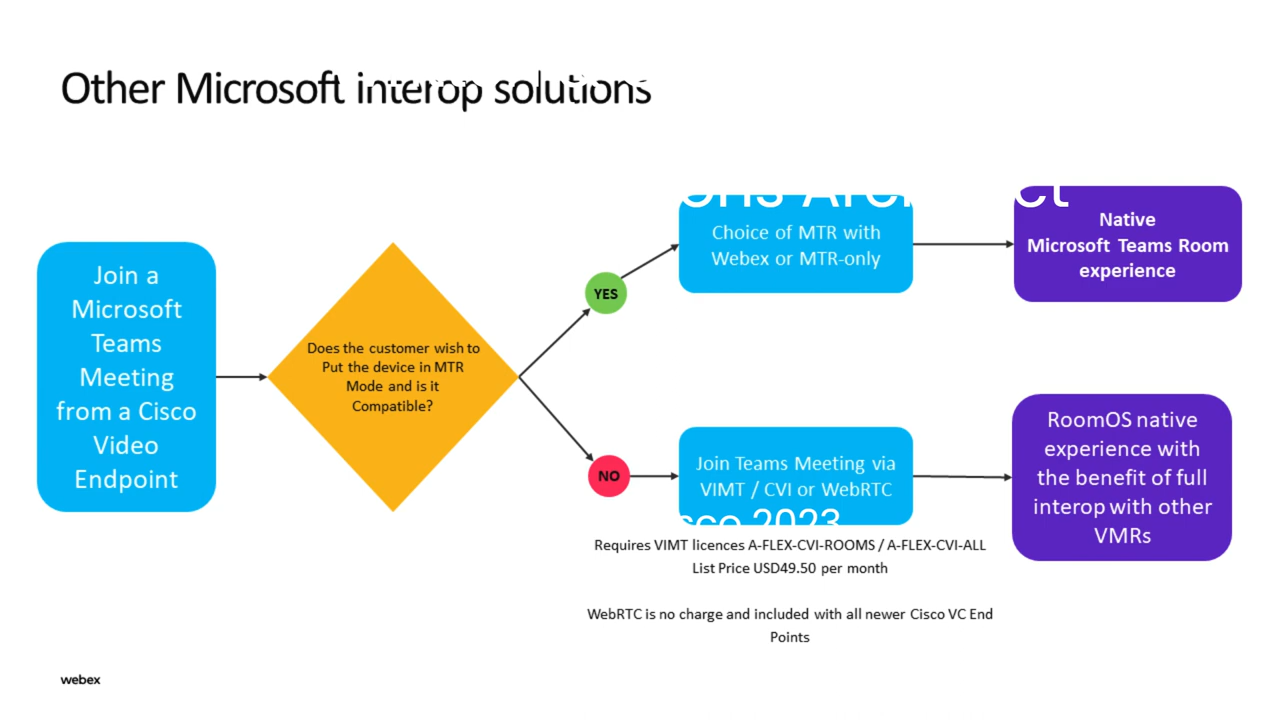 Other Microsoft interop solutions
Join a
Microsoft
Teams
Meeting
from a Cisco
Video
Endpoint
Does the customer wish to
Put the device in MTR
Mode and is it
Compatible?
YES
Choice of MTR with
Webex or MTR-only
Native
Microsoft Teams Room
experience
NO
Join Teams Meeting via
VIMT / CVI or WebRTC
2023
RoomOS native
experience with
the benefit of full
interop with other
VMRs
Requires VIMT licences A-FLEX-CVI-ROOMS / A-FLEX-CVI-ALL
List Price USD49.50 per month
WebRTC is no charge and included with all newer Cisco VC End
Points
webex